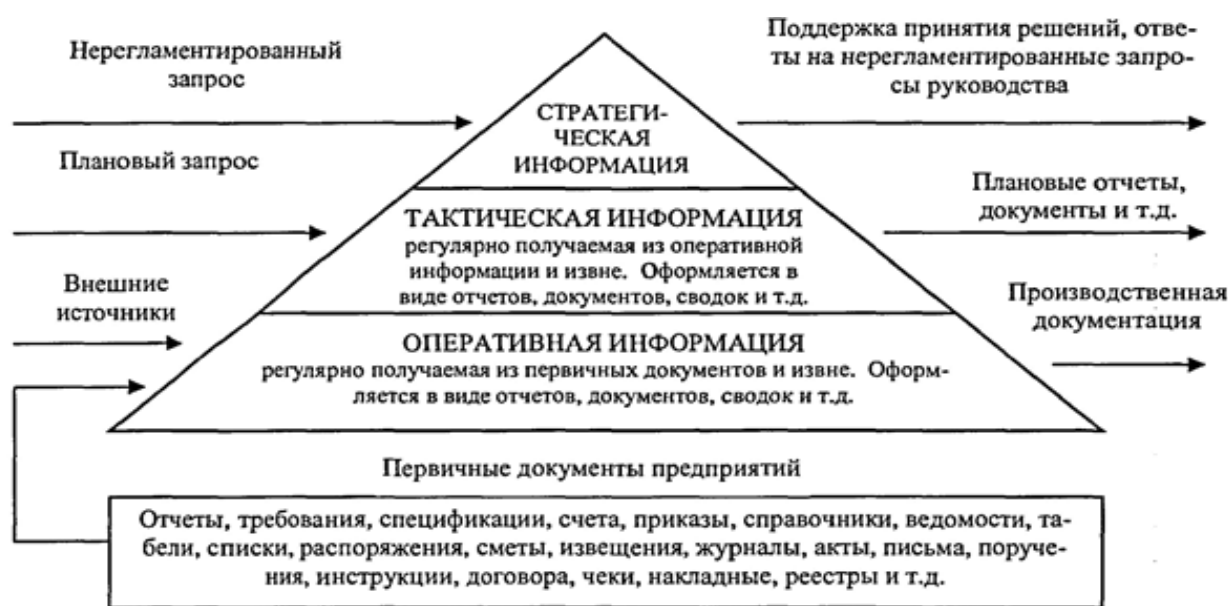 Нерегламентированный
запрос
Поддержка принятия решений, отве-
ты на нерегламентированные запро-
сы руководства
СТРАТЕГИ-
ЧЕСКАЯ
ИНФОРМАЦИЯ
Плановый запрос
Плановые отчеты,
документы и т.д.
ТАКТИЧЕСКАЯ ИНФОРМАЦИЯ
регулярно получаемая из оперативной
информации и извне. Оформляется в
виде отчетов, документов, сводок и т.д.
Внешние
источники
Производственная
документация
ОПЕРАТИВНАЯ ИНФОРМАЦИЯ
регулярно получаемая из первичных документов и извне. Оформ-
ляется в виде отчетов, документов, сводок и т.д.
Первичные документы предприятий
Отчеты, требования, спецификации, счета, приказы, справочники, ведомости, та-
бели, списки, распоряжения, сметы, извещения, журналы, акты, письма, поруче-
ния, инструкции, договора, чеки, накладные, реестры и т.д.